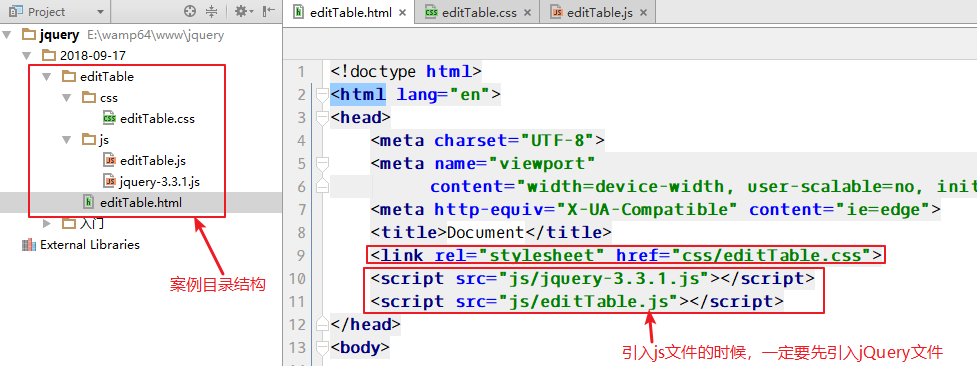 Project
editTable.html
editTable.css
editTable.js
jquery E:\wamp64\www\jquery
2018-09-17
editTable
css
editTable.css
js
editTable.js
jquery-3.3.1.js
editTable.html
入门
External Libraries
案例目录结构
1 <!doctype html>
2 <html lang="en">
3 <head>
4 <meta charset="UTF-8">
5 <meta name="viewport"
6 content="width=device-width, user-scalable=no, init
7 <meta http-equiv="X-UA-Compatible" content="ie=edge">
8 <title>Document</title>
9 <link rel="stylesheet" href="css/editTable.css">
10 <script src="js/jquery-3.3.1.js"></script>
11 <script src="js/editTable.js"></script>
12 </head>
13 <body>
引入js文件的时候，一定要先引入jQuery文件